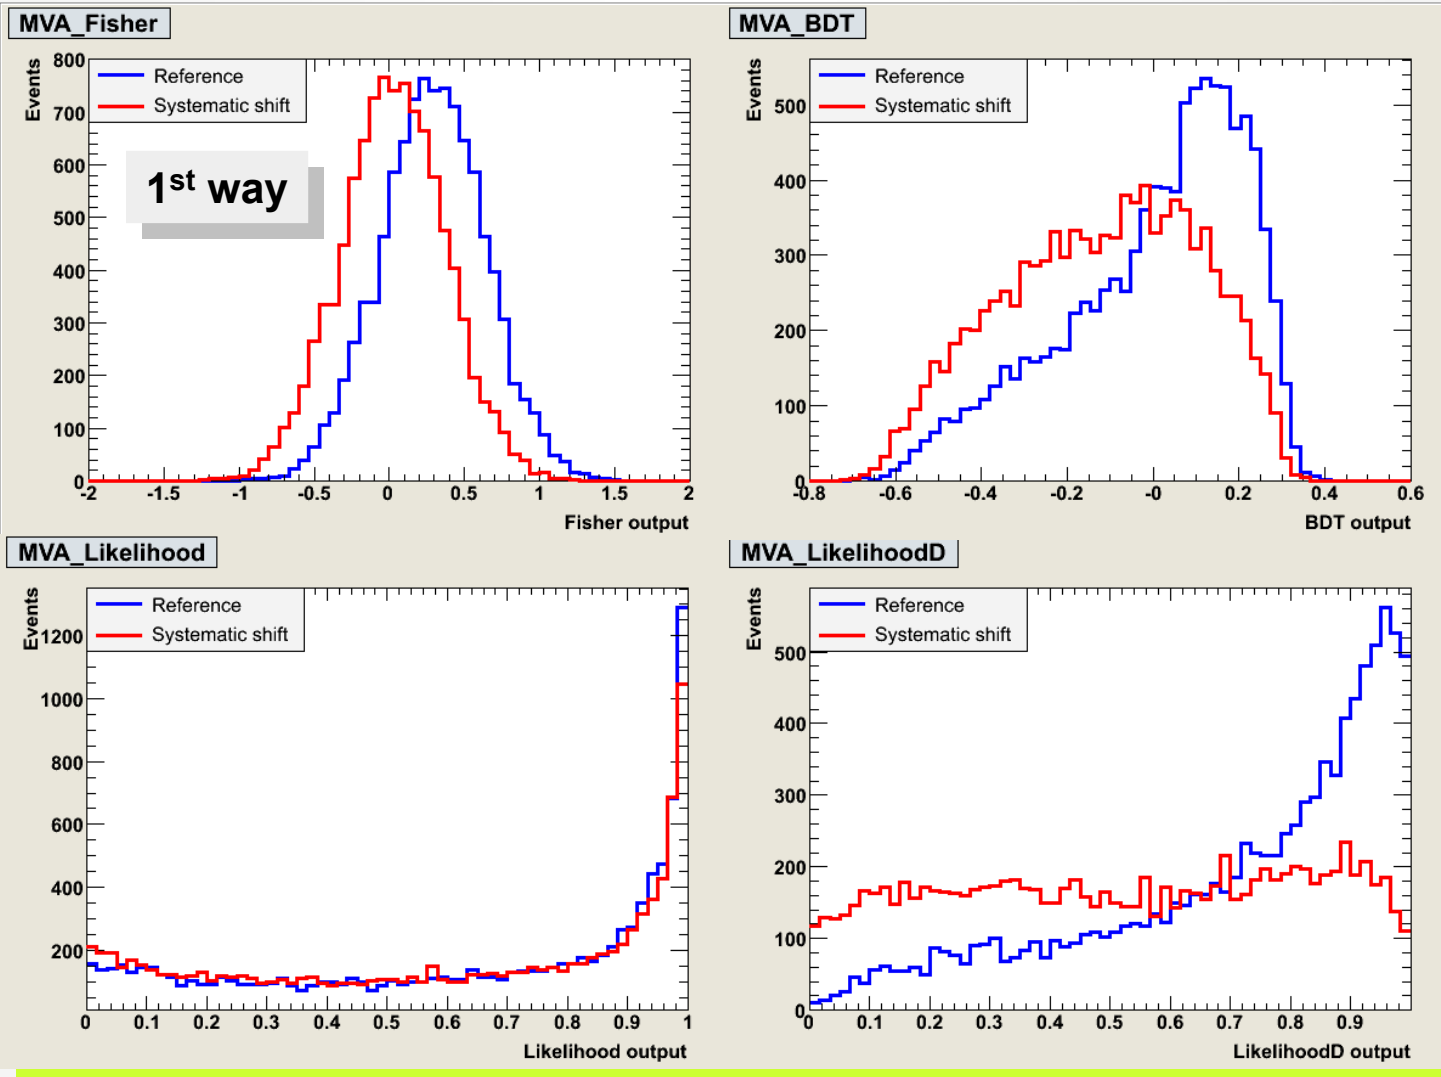 MVA_Fisher
Events
800
700
600
500
400
300
200
100
0
Reference
Systematic shift
1st way
-2 -1.5 -1 -0.5 0 0.5 1 1.5 2
Fisher output
MVA_BDT
Events
500
400
300
200
100
0
Reference
Systematic shift
-0.8 -0.6 -0.4 -0.2 -0 0.2 0.4 0.6
BDT output
MVA_Likelihood
Events
1200
1000
800
600
400
200
Reference
Systematic shift
0 0.1 0.2 0.3 0.4 0.5 0.6 0.7 0.8 0.9 1
Likelihood output
MVA_LikelihoodD
Events
500
400
300
200
100
0
Reference
Systematic shift
0 0.1 0.2 0.3 0.4 0.5 0.6 0.7 0.8 0.9
LikelihoodD output